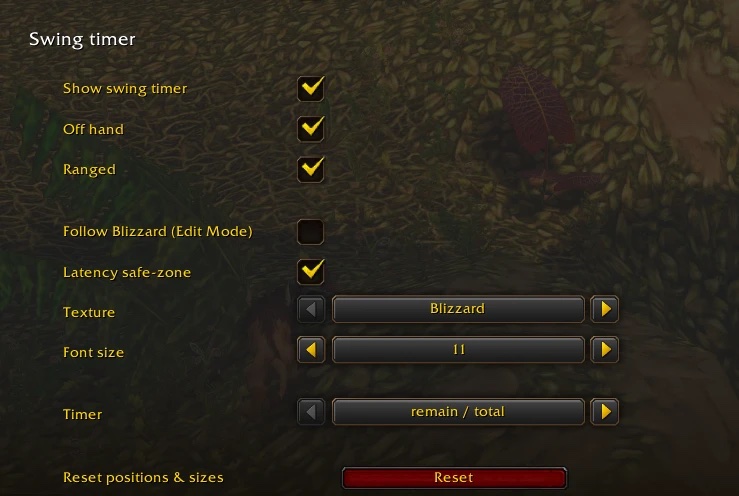 Swing timer
Show swing timer
Off hand
Ranged
Follow Blizzard (Edit Mode)
Latency safe-zone
Texture Blizzard
Font size 11
Timer remain / total
Reset positions & sizes Reset